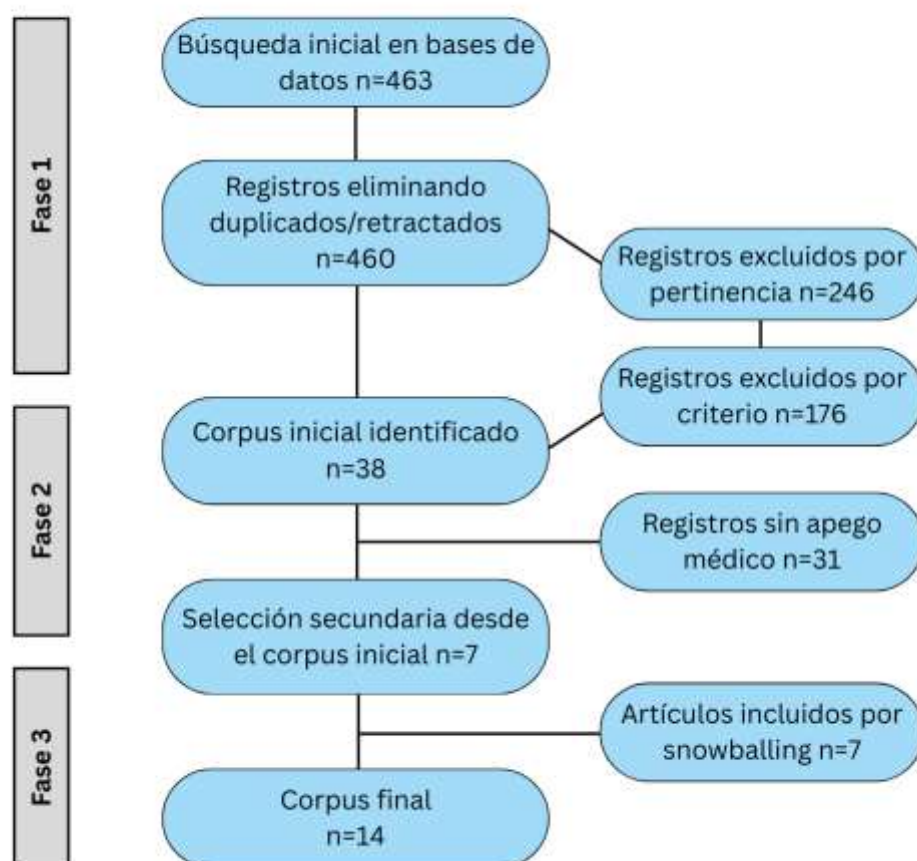 Fase 1
Búsqueda inicial en bases de
datos n=463
Registros eliminando
duplicados/retractados
n=460
Registros excluidos por
pertinencia n=246
Registros excluidos por
criterio n=176
Fase 2
Corpus inicial identificado
n=38
Registros sin apego
médico n=31
Selección secundaria desde
el corpus inicial n=7
Fase 3
Artículos incluidos por
snowballing n=7
Corpus final
n=14